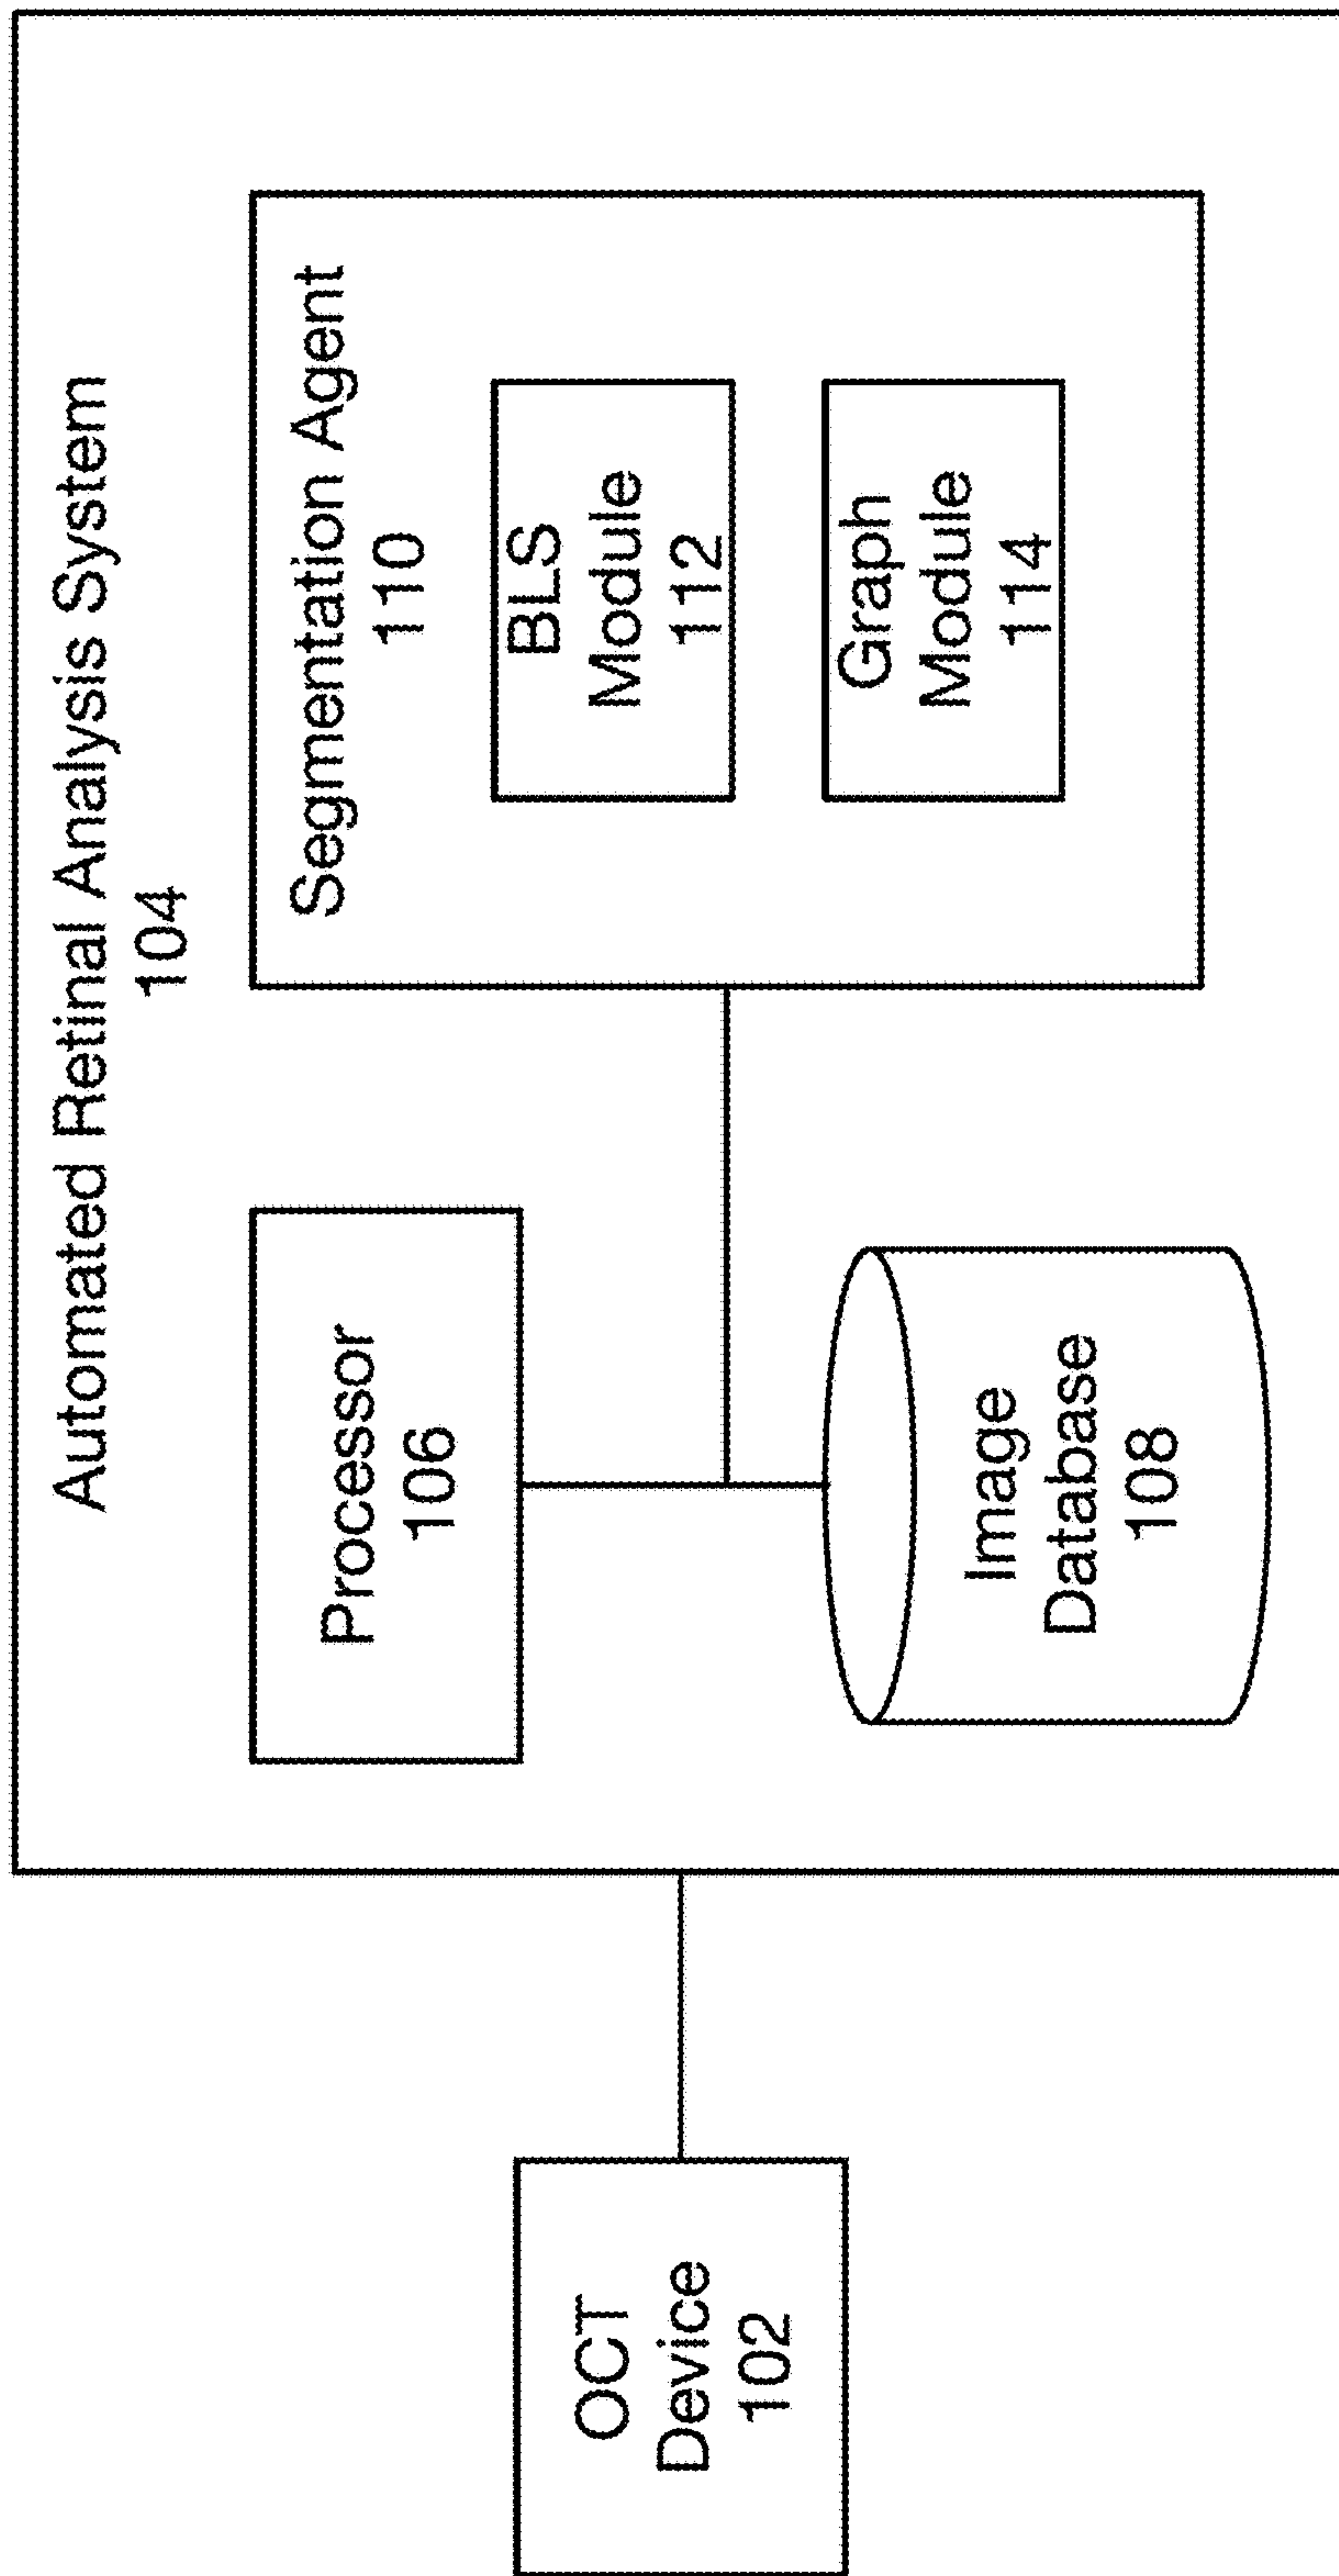 Automated Retinal Analysis System
104
OCT
Device
102
Processor
106
Image
Database
108
Segmentation Agent
110
BLS
Module
112
Graph
Module
114